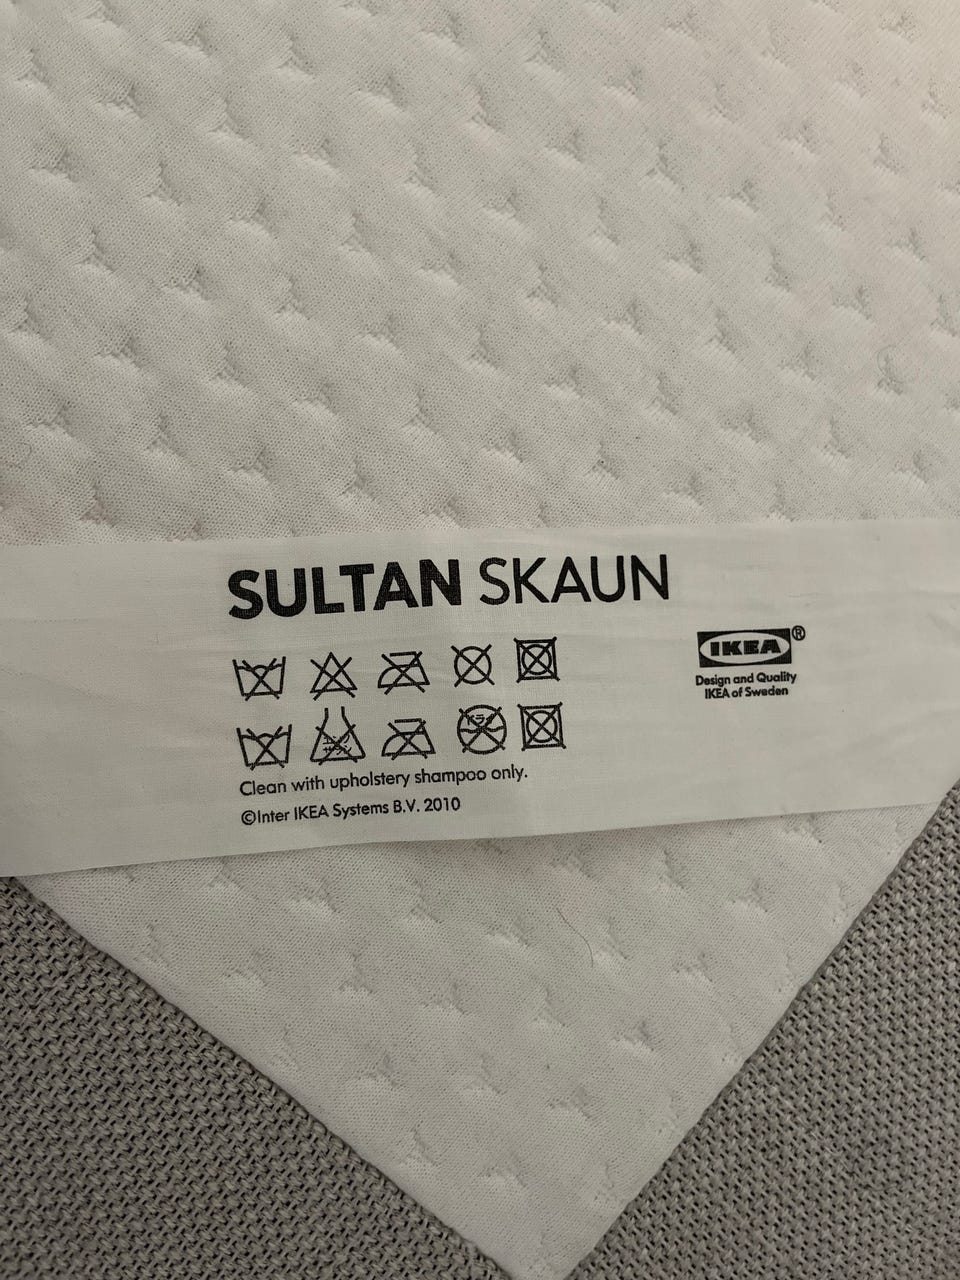 SULTAN SKAUN
IKEA®
Design and Quality
IKEA of Sweden
Clean with upholstery shampoo only.
©Inter IKEA Systems B.V. 2010